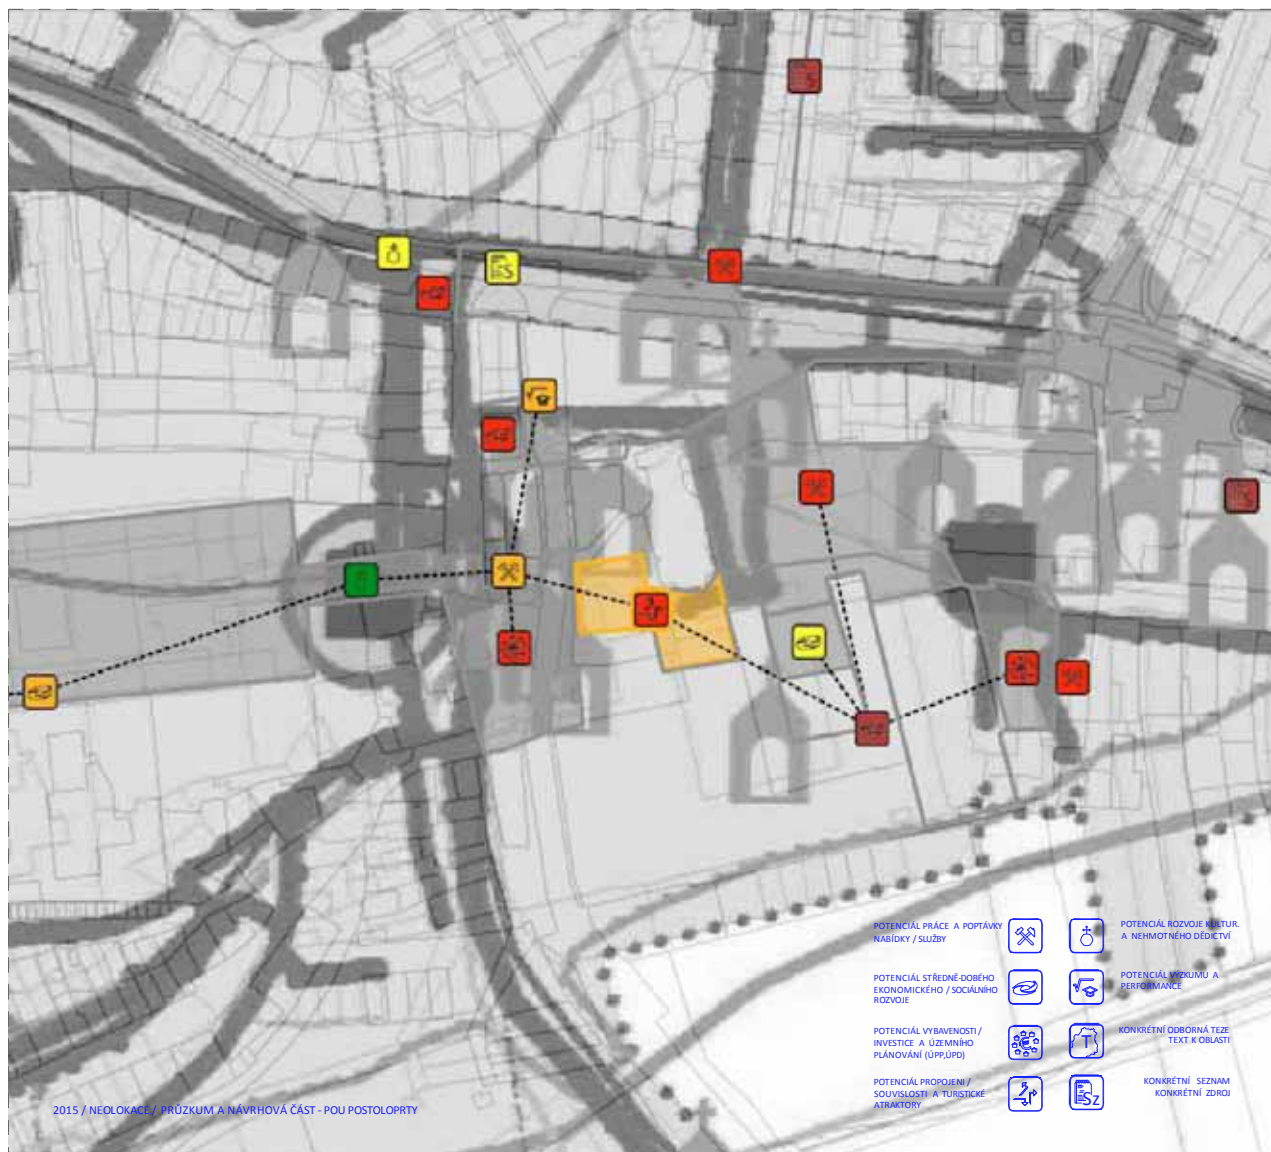 POTENCIÁL PRÁCE A POPTÁVKY
NABÍDKY / SLUŽBY
POTENCIÁL STŘEDNĚ-DOBÉHO
EKONOMICKÉHO / SOCIÁLNÍHO
ROZVOJE
POTENCIÁL VYBAVENOSTI /
INVESTICE A ÚZEMNÍHO
PLÁNOVÁNÍ (ÚPP,ÚPD)
POTENCIÁL PROPOJENI /
SOUVISLOSTI A TURISTICKÉ
ATRAKTORY
POTENCIÁL ROZVOJE KULTUR.
A NEHMOTNÉHO DĚDICTVÍ
POTENCIÁL VÝZKUMU A
PERFORMANCE
T
KONKRÉTNÍ ODBORNÁ TEZE
TEXT K OBLASTI
Sz
KONKRÉTNÍ SEZNAM
KONKRÉTNÍ ZDROJ
2015 / NEOLOKACE / PRŮZKUM A NÁVRHOVÁ ČÁST - POU POSTOLOPRTY